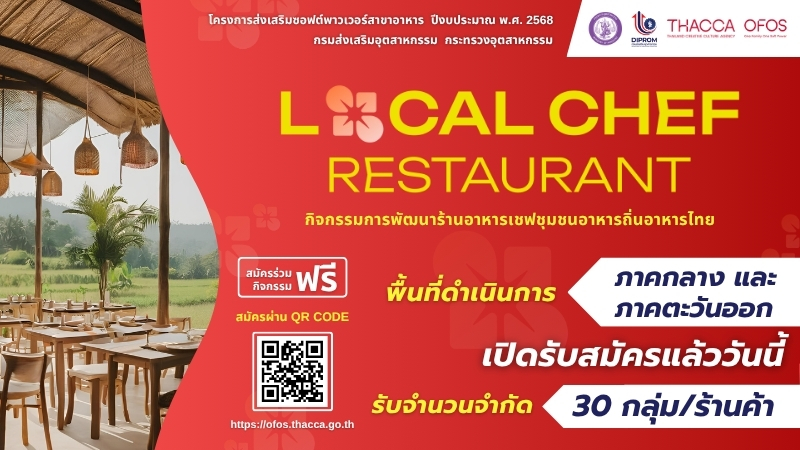 โครงการส่งเสริมซอฟต์พาวเวอร์สาขาอาหาร ปีงบประมาณ พ.ศ. 2568
กรมส่งเสริมอุตสาหกรรม กระทรวงอุตสาหกรรม
DIPROM
THACCA
THAILAND CREATIVE CULTURE AGENCY
OFOS
One Family One Soft Power
LOCAL CHEF
RESTAURANT
กิจกรรมการพัฒนาร้านอาหารเชฟชุมชนอาหารถิ่นอาหารไทย
สมัครร่วม
กิจกรรม ฟรี
สมัครผ่าน QR CODE
https://ofos.thacca.go.th
พื้นที่ดำเนินการ
ภาคกลาง และ
ภาคตะวันออก
เปิดรับสมัครแล้ววันนี้
รับจำนวนจำกัด
30 กลุ่ม/ร้านค้า